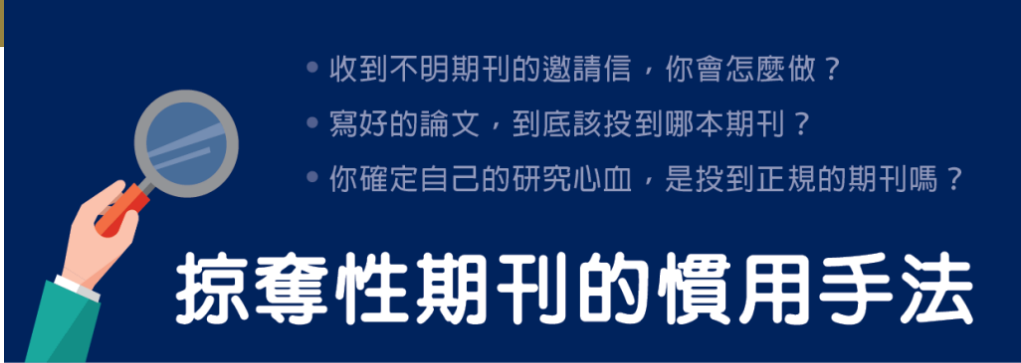 • 收到不明期刊的邀請信，你會怎麼做？
• 寫好的論文，到底該投到哪本期刊？
• 你確定自己的研究心血，是投到正規的期刊嗎？
掠奪性期刊的慣用手法